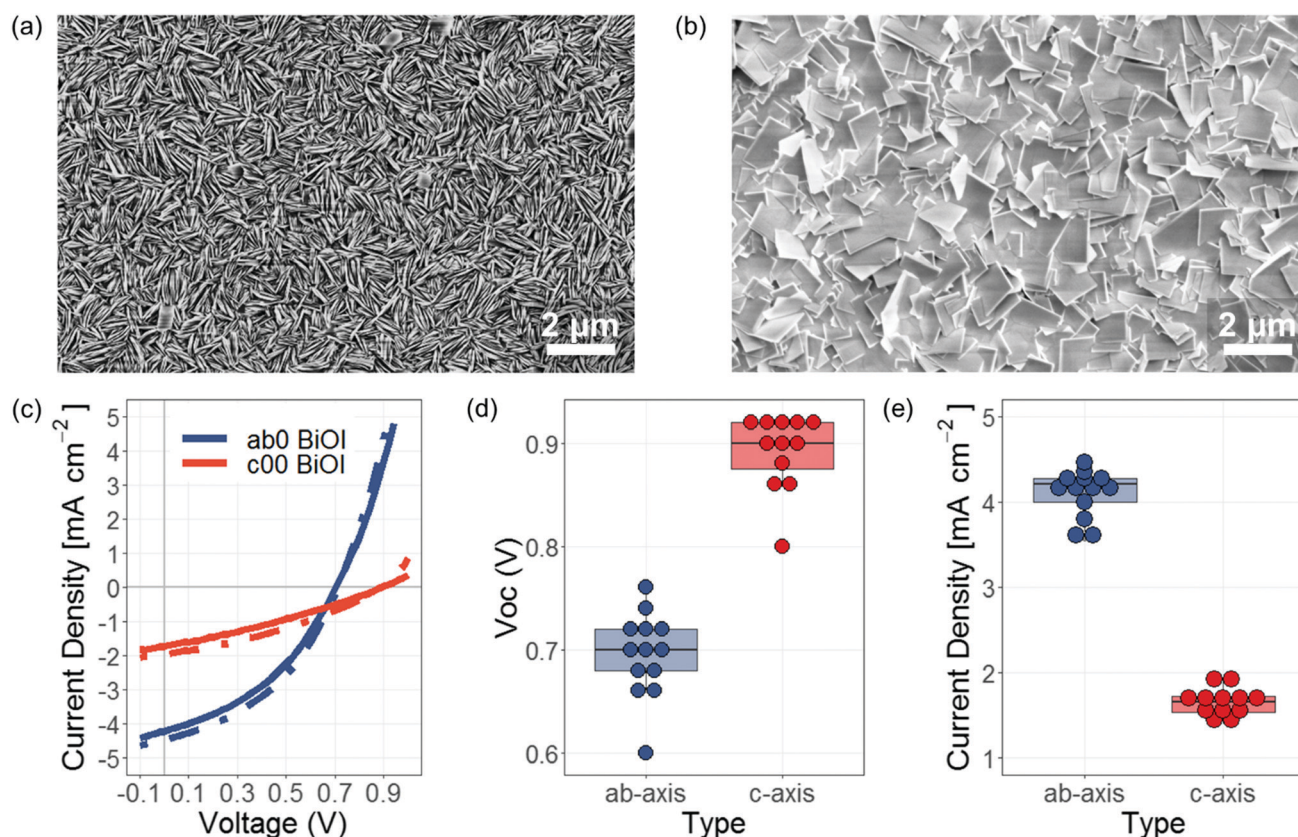 (a)
2 µm
(b)
2 µm
(c)
5
4
3
2
1
0
-1
-2
-3
-4
-5
Current Density [mA cm⁻²]
ab0 BiOI
c00 BiOI
-0.1 0.1 0.3 0.5 0.7 0.9
Voltage (V)
(d)
0.9
0.8
0.7
0.6
Voc (V)
ab-axis c-axis
Type
(e)
5
4
3
2
1
Current Density [mA cm⁻²]
ab-axis c-axis
Type